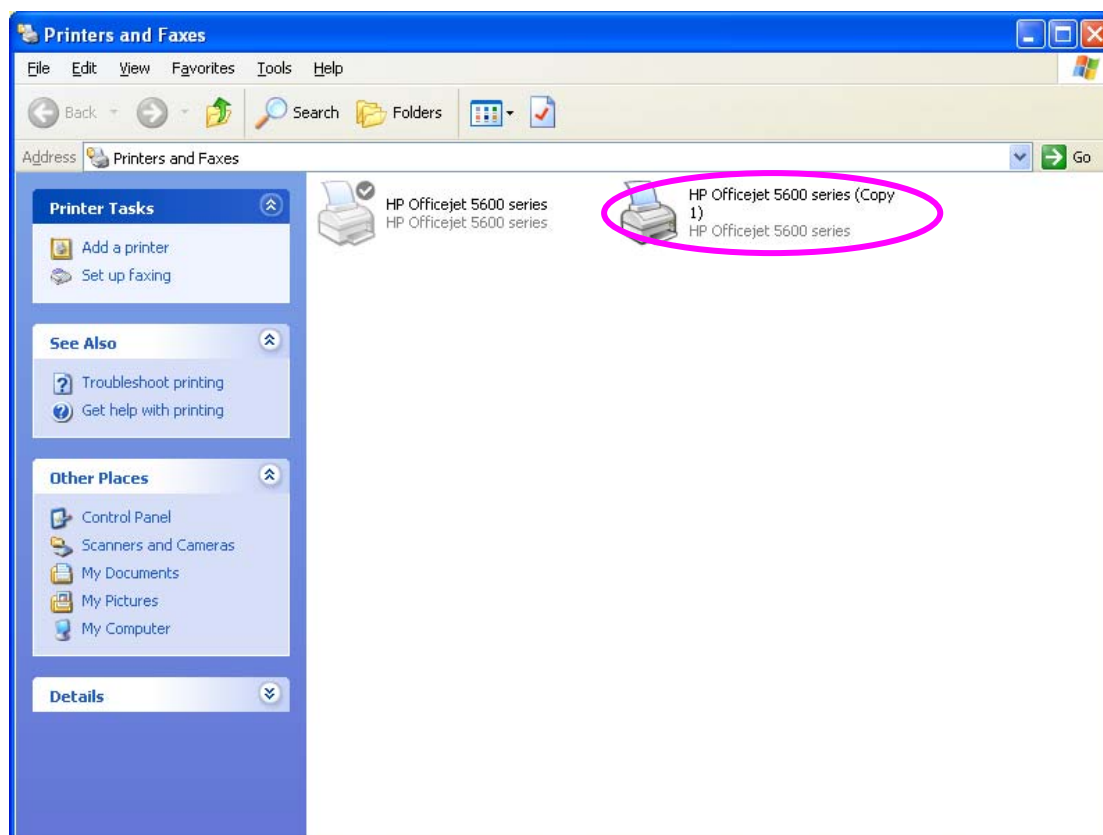 Printers and Faxes
File Edit View Favorites Tools Help
Back Search Folders
Address Printers and Faxes Go
Printer Tasks
Add a printer
Set up faxing
See Also
Troubleshoot printing
Get help with printing
Other Places
Control Panel
Scanners and Cameras
My Documents
My Pictures
My Computer
Details
HP Officejet 5600 series
HP Officejet 5600 series
HP Officejet 5600 series (Copy
1)
HP Officejet 5600 series